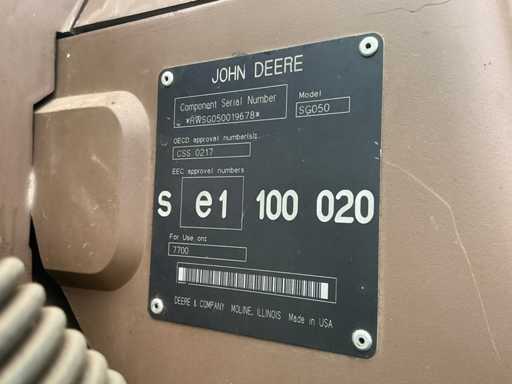 JOHN DEERE
Component Serial Number
*RWSG050019678*
Model
SG050
OECD approval number(s):
CSS 0217
EEC approval numbers
S e1 100 020
For Use on:
7700
DEERE & COMPANY MOLINE, ILLINOIS Made in USA